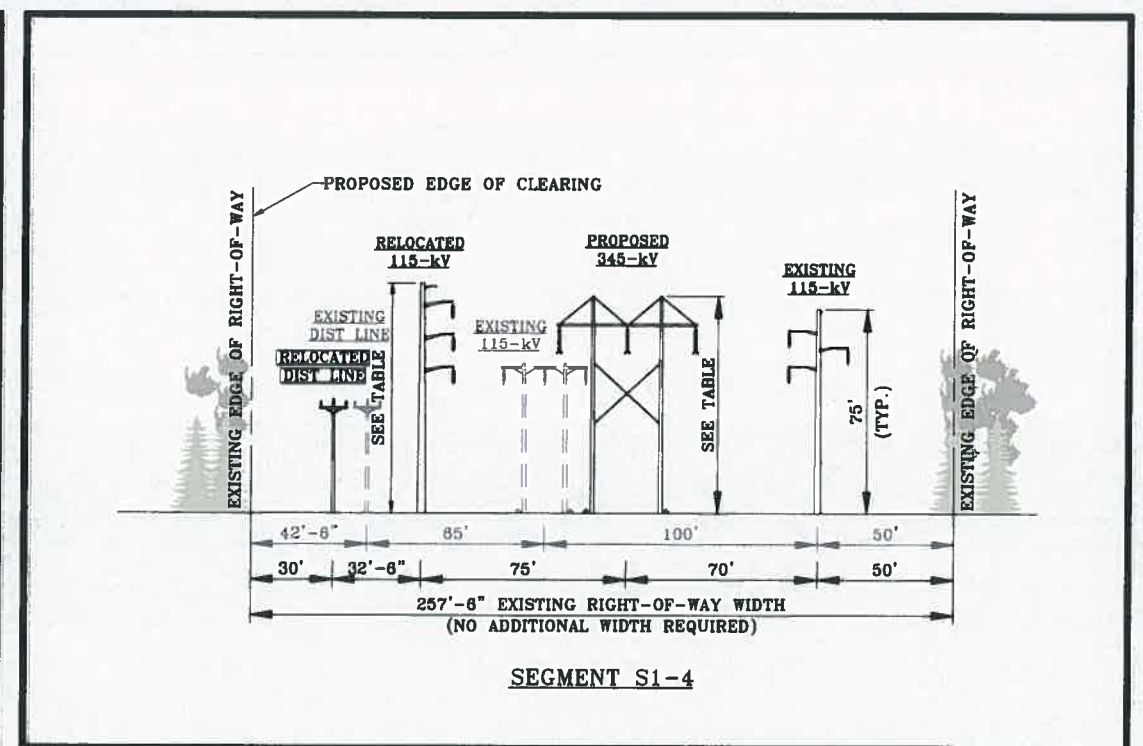 PROPOSED EDGE OF CLEARING
EXISTING EDGE OF RIGHT-OF-WAY
RELOCATED
115-kV
PROPOSED
345-kV
EXISTING
115-kV
EXISTING
DIST LINE
RELOCATED
DIST LINE
SEE TABLE
EXISTING
115-kV
SEE TABLE
75'
(TYP.)
EXISTING EDGE OF RIGHT-OF-WAY
42'-6" 65' 100' 50'
30' 32'-6" 75' 70' 50'
257'-6" EXISTING RIGHT-OF-WAY WIDTH
(NO ADDITIONAL WIDTH REQUIRED)
SEGMENT S1-4